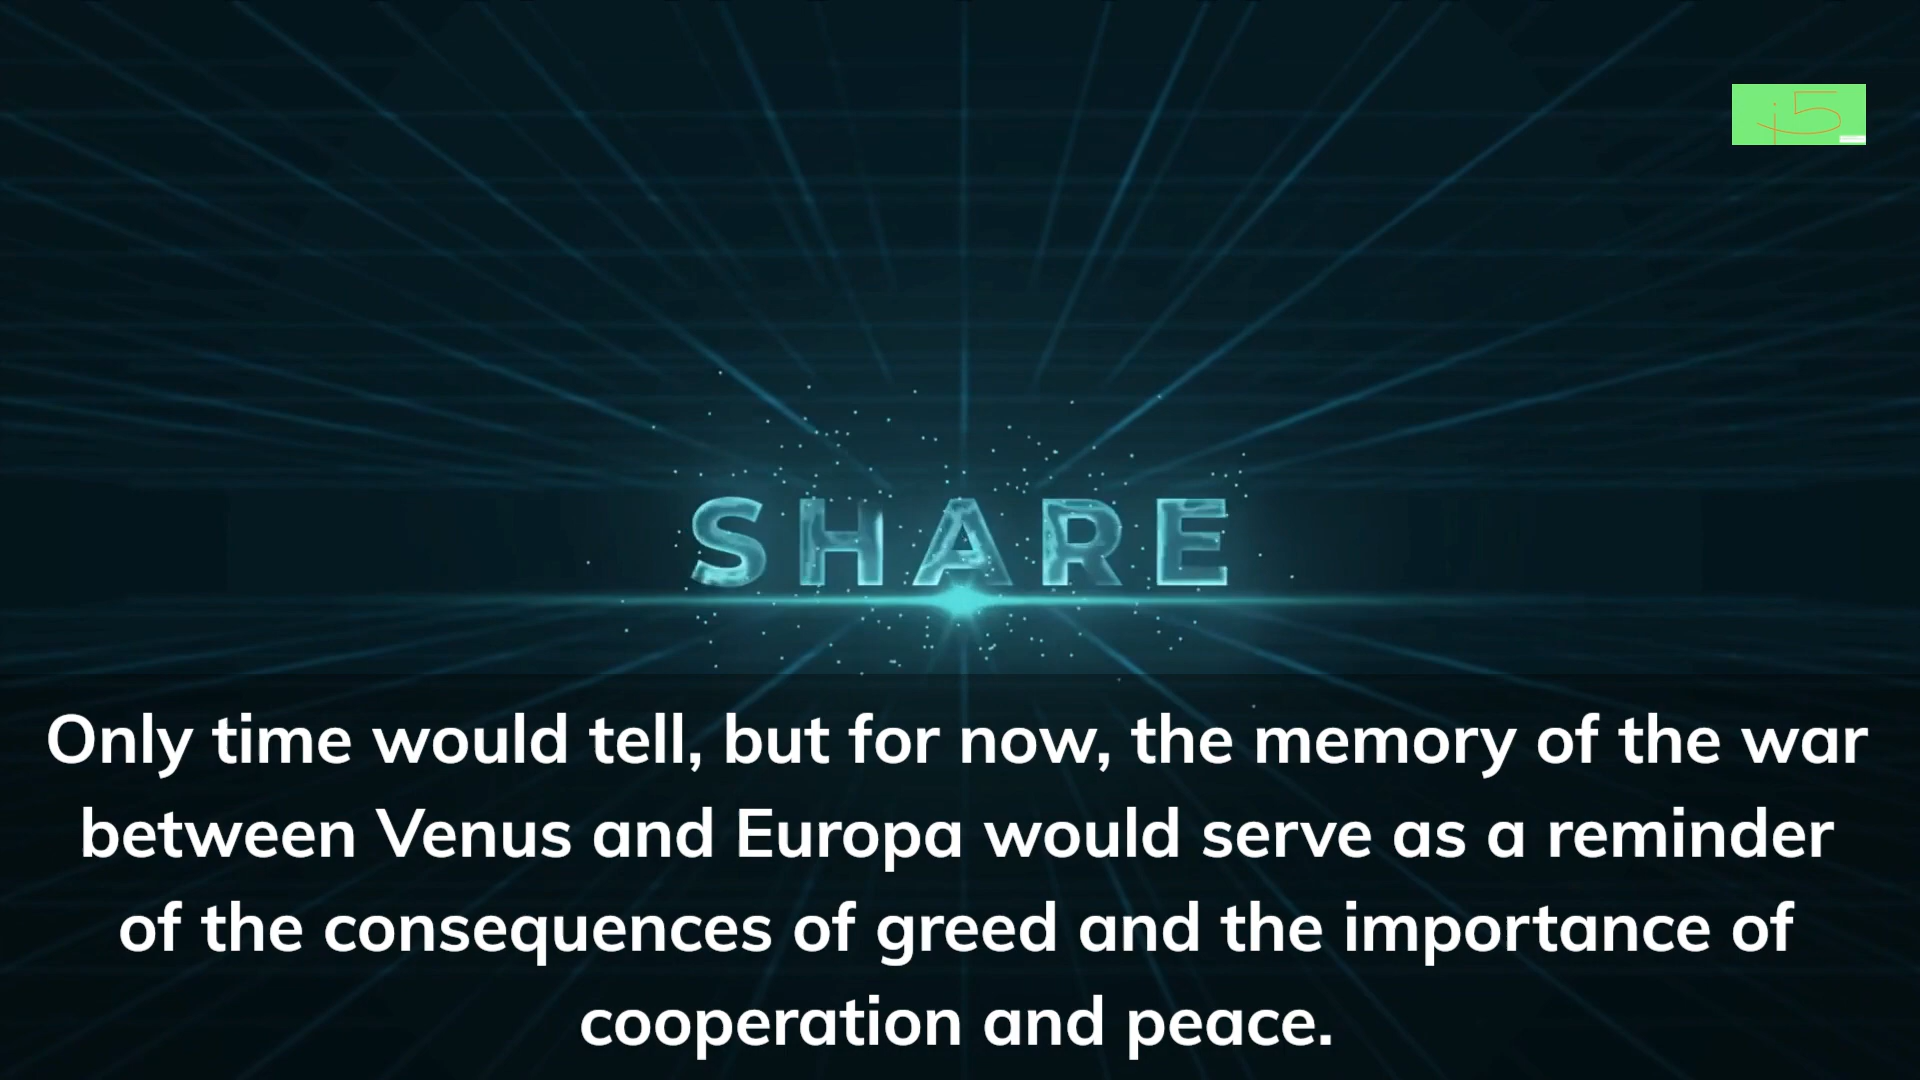 i5
SHARE
Only time would tell, but for now, the memory of the war
between Venus and Europa would serve as a reminder
of the consequences of greed and the importance of
cooperation and peace.